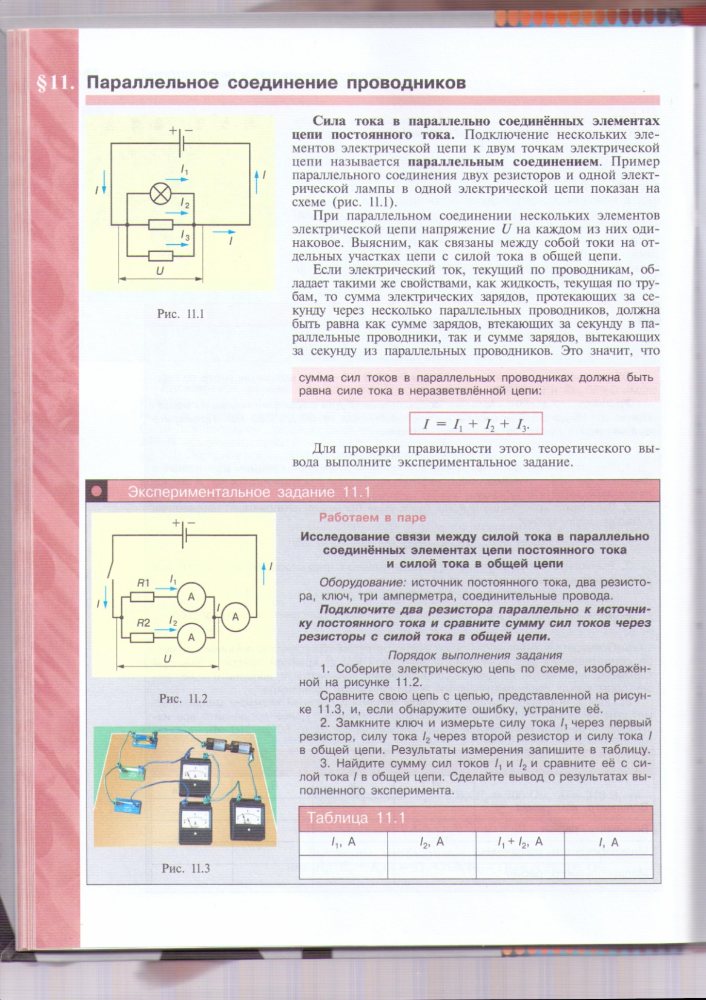 §11. Параллельное соединение проводников
+ −
I
I₁
I
I₂
I₃
I
U
Рис. 11.1
Сила тока в параллельно соединённых элементах
цепи постоянного тока. Подключение нескольких эле-
ментов электрической цепи к двум точкам электрической
цепи называется параллельным соединением. Пример
параллельного соединения двух резисторов и одной элект-
рической лампы в одной электрической цепи показан на
схеме (рис. 11.1).
При параллельном соединении нескольких элементов
электрической цепи напряжение U на каждом из них оди-
наковое. Выясним, как связаны между собой токи на от-
дельных участках цепи с силой тока в общей цепи.
Если электрический ток, текущий по проводникам, об-
ладает такими же свойствами, как жидкость, текущая по тру-
бам, то сумма электрических зарядов, протекающих за се-
кунду через несколько параллельных проводников, должна
быть равна как сумме зарядов, втекающих за секунду в па-
раллельные проводники, так и сумме зарядов, вытекающих
за секунду из параллельных проводников. Это значит, что
сумма сил токов в параллельных проводниках должна быть
равна силе тока в неразветвлённой цепи:
I = I₁ + I₂ + I₃.
Для проверки правильности этого теоретического вы-
вода выполните экспериментальное задание.
Экспериментальное задание 11.1
+ −
I
R1
I₁
A
I
I
A
R2
I₂
A
U
Рис. 11.2
A
A
A
Рис. 11.3
Работаем в паре
Исследование связи между силой тока в параллельно
соединённых элементах цепи постоянного тока
и силой тока в общей цепи
Оборудование: источник постоянного тока, два резисто-
ра, ключ, три амперметра, соединительные провода.
Подключите два резистора параллельно к источни-
ку постоянного тока и сравните сумму сил токов через
резисторы с силой тока в общей цепи.
Порядок выполнения задания
1. Соберите электрическую цепь по схеме, изображён-
ной на рисунке 11.2.
Сравните свою цепь с цепью, представленной на рисун-
ке 11.3, и, если обнаружите ошибку, устраните её.
2. Замкните ключ и измерьте силу тока I₁ через первый
резистор, силу тока I₂ через второй резистор и силу тока I
в общей цепи. Результаты измерения запишите в таблицу.
3. Найдите сумму сил токов I₁ и I₂ и сравните её с си-
лой тока I в общей цепи. Сделайте вывод о результатах вы-
полненного эксперимента.
Таблица 11.1
I₁, А
I₂, А
I₁ + I₂, А
I, А